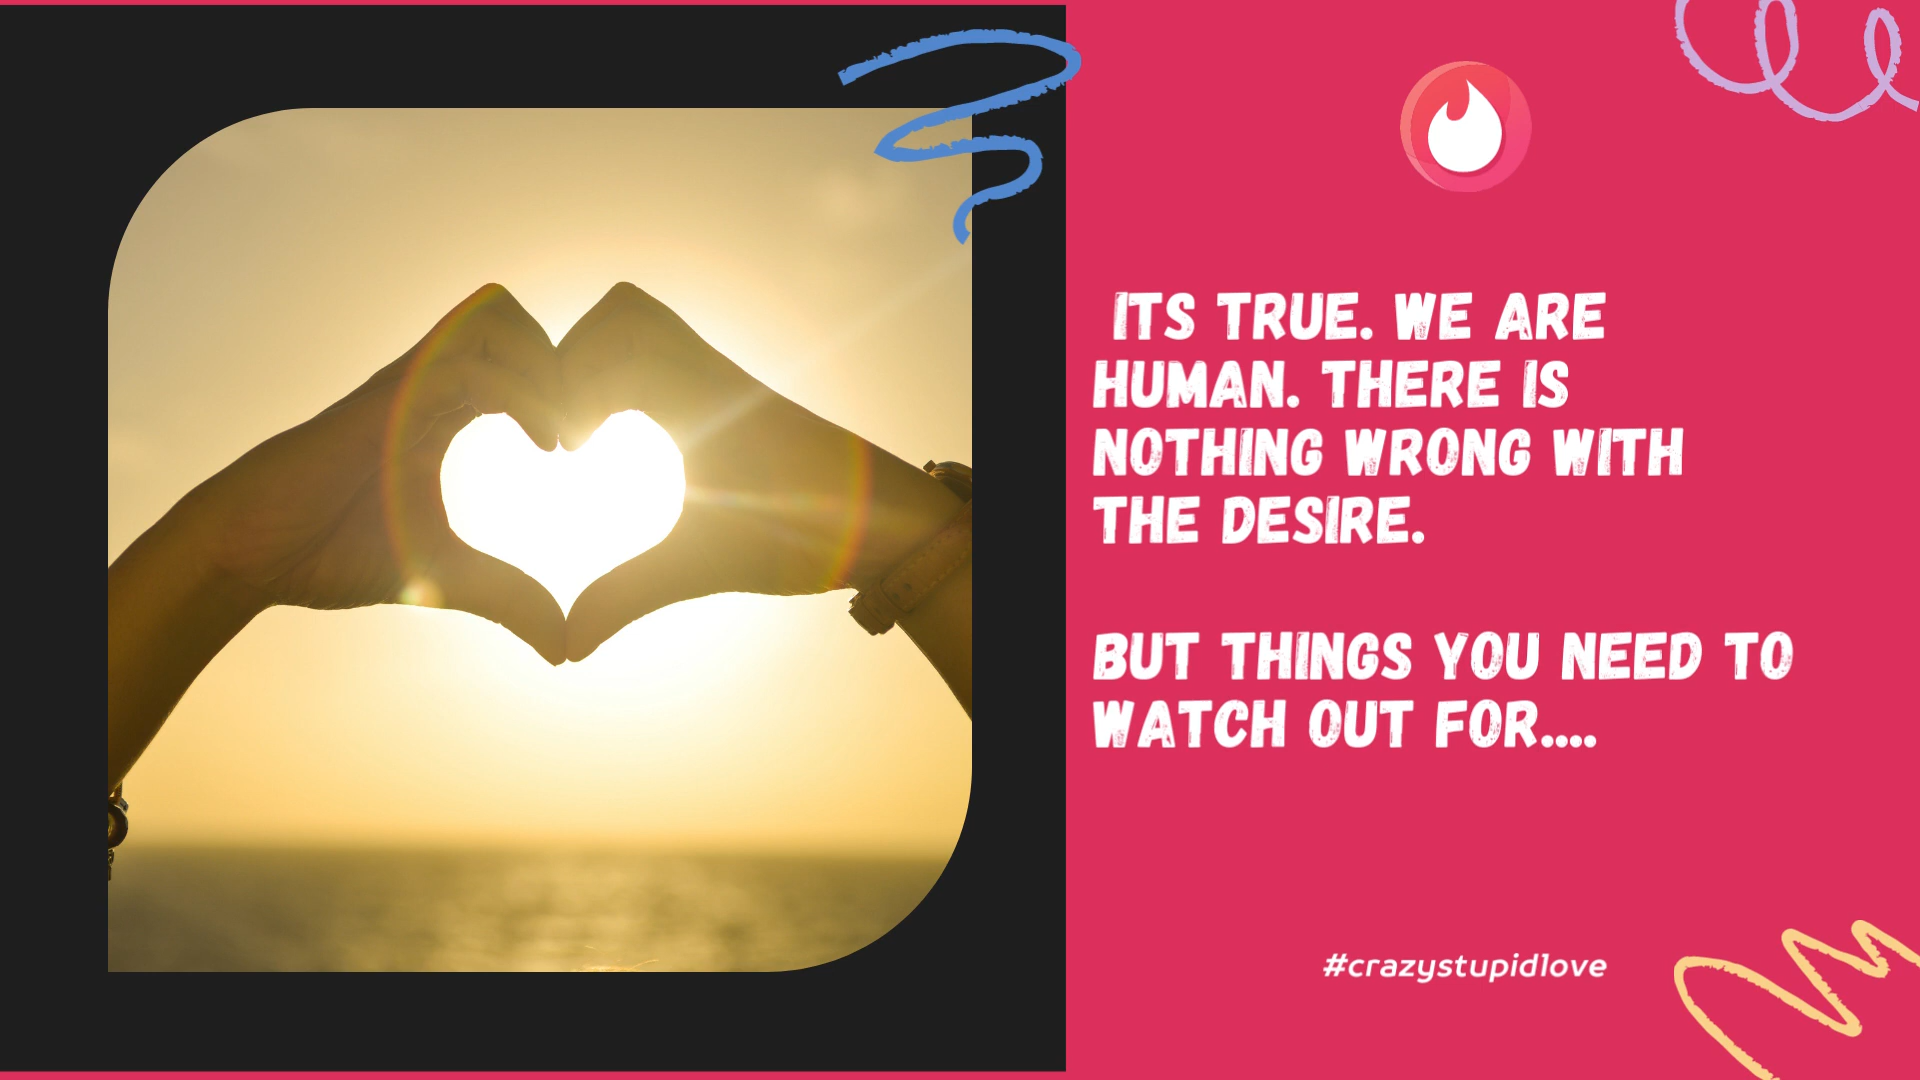 ITS TRUE. WE ARE
HUMAN. THERE IS
NOTHING WRONG WITH
THE DESIRE.
BUT THINGS YOU NEED TO
WATCH OUT FOR....
#crazystupidlove